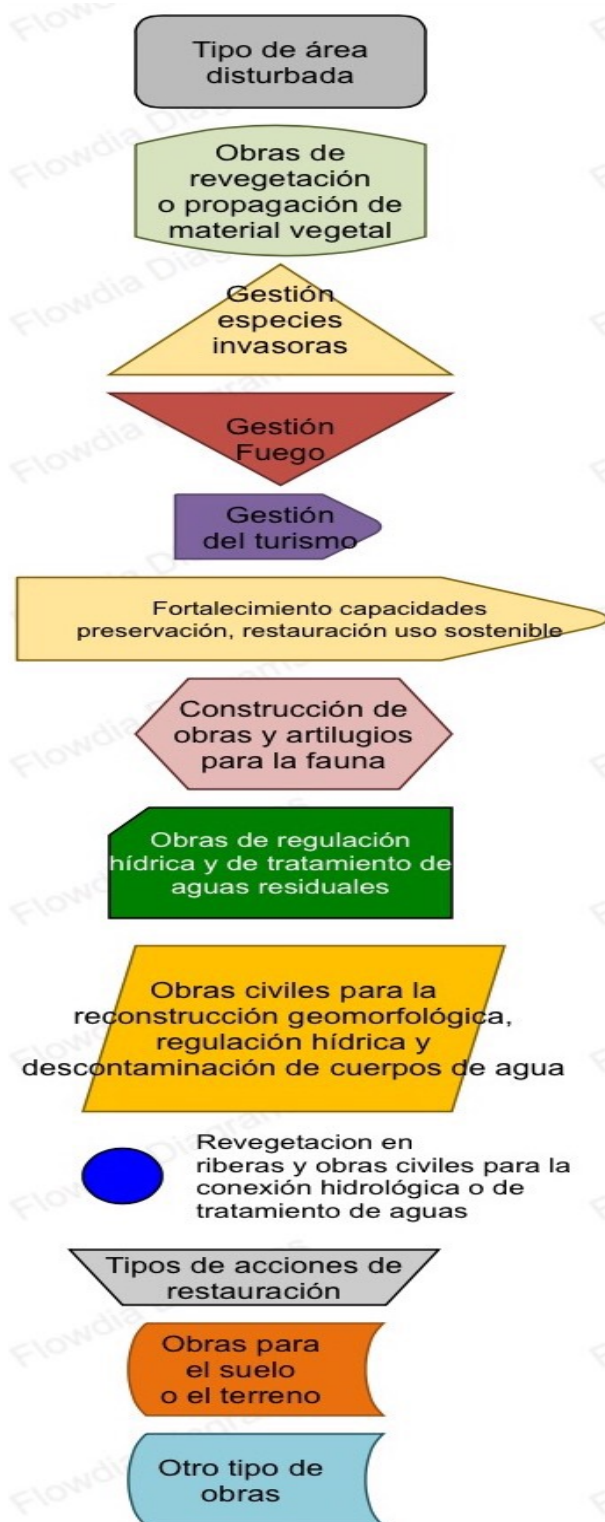 Tipo de área
disturbada
Obras de
revegetación
o propagación de
material vegetal
Gestión
especies
invasoras
Gestión
Fuego
Gestión
del turismo
Fortalecimiento capacidades
preservación, restauración uso sostenible
Construcción de
obras y artilugios
para la fauna
Obras de regulación
hídrica y de tratamiento de
aguas residuales
Obras civiles para la
reconstrucción geomorfológica,
regulación hídrica y
descontaminación de cuerpos de agua
Revegetacion en
riberas y obras civiles para la
conexión hidrológica o de
tratamiento de aguas
Tipos de acciones de
restauración
Obras para
el suelo
o el terreno
Otro tipo de
obras
Flowdia Diagrams